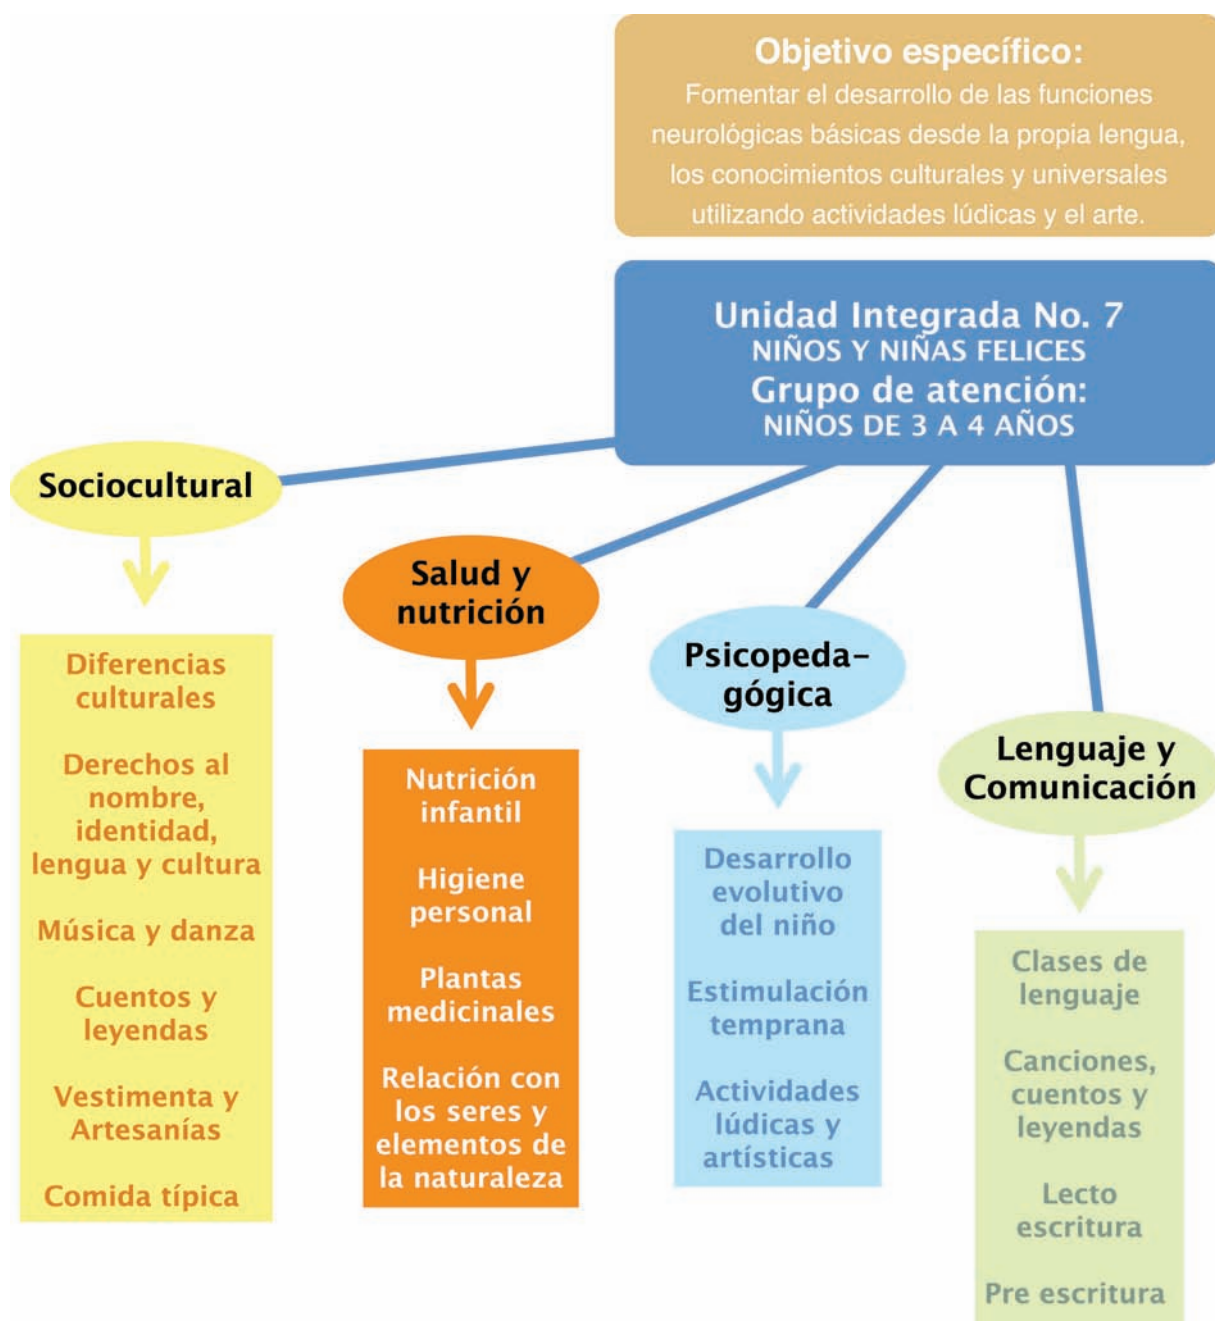 Objetivo específico:
Fomentar el desarrollo de las funciones
neurológicas básicas desde la propia lengua,
los conocimientos culturales y universales
utilizando actividades lúdicas y el arte.
Unidad Integrada No. 7
NIÑOS Y NIÑAS FELICES
Grupo de atención:
NIÑOS DE 3 A 4 AÑOS
Sociocultural
Diferencias
culturales
Derechos al
nombre,
identidad,
lengua y cultura
Música y danza
Cuentos y
leyendas
Vestimenta y
Artesanías
Comida típica
Salud y
nutrición
Nutrición
infantil
Higiene
personal
Plantas
medicinales
Relación con
los seres y
elementos de
la naturaleza
Psicopeda-
gógica
Desarrollo
evolutivo
del niño
Estimulación
temprana
Actividades
lúdicas y
artísticas
Lenguaje y
Comunicación
Clases de
lenguaje
Canciones,
cuentos y
leyendas
Lecto
escritura
Pre escritura